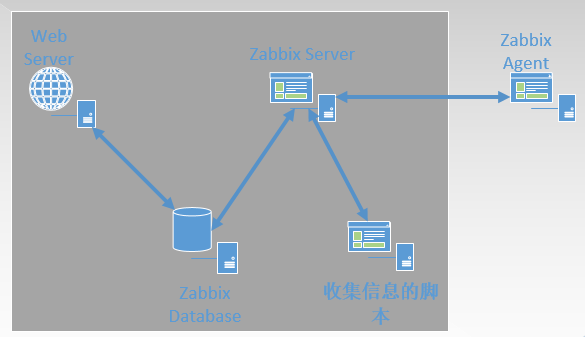 Web
Server
Zabbix Server
Zabbix
Agent
Zabbix
Database
收集信息的脚
本